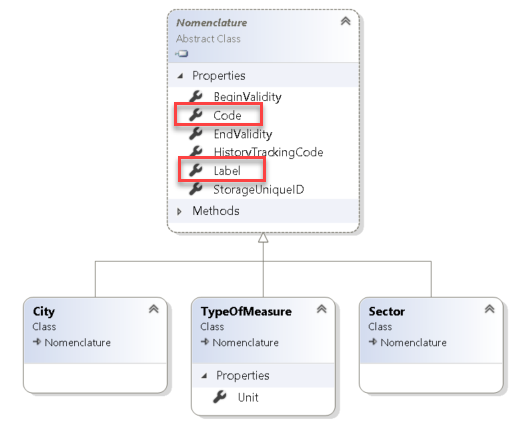 Nomenclature
Abstract Class
Properties
BeginValidity
Code
EndValidity
HistoryTrackingCode
Label
StorageUniqueID
Methods
City
Class
Nomenclature
TypeOfMeasure
Class
Nomenclature
Properties
Unit
Sector
Class
Nomenclature